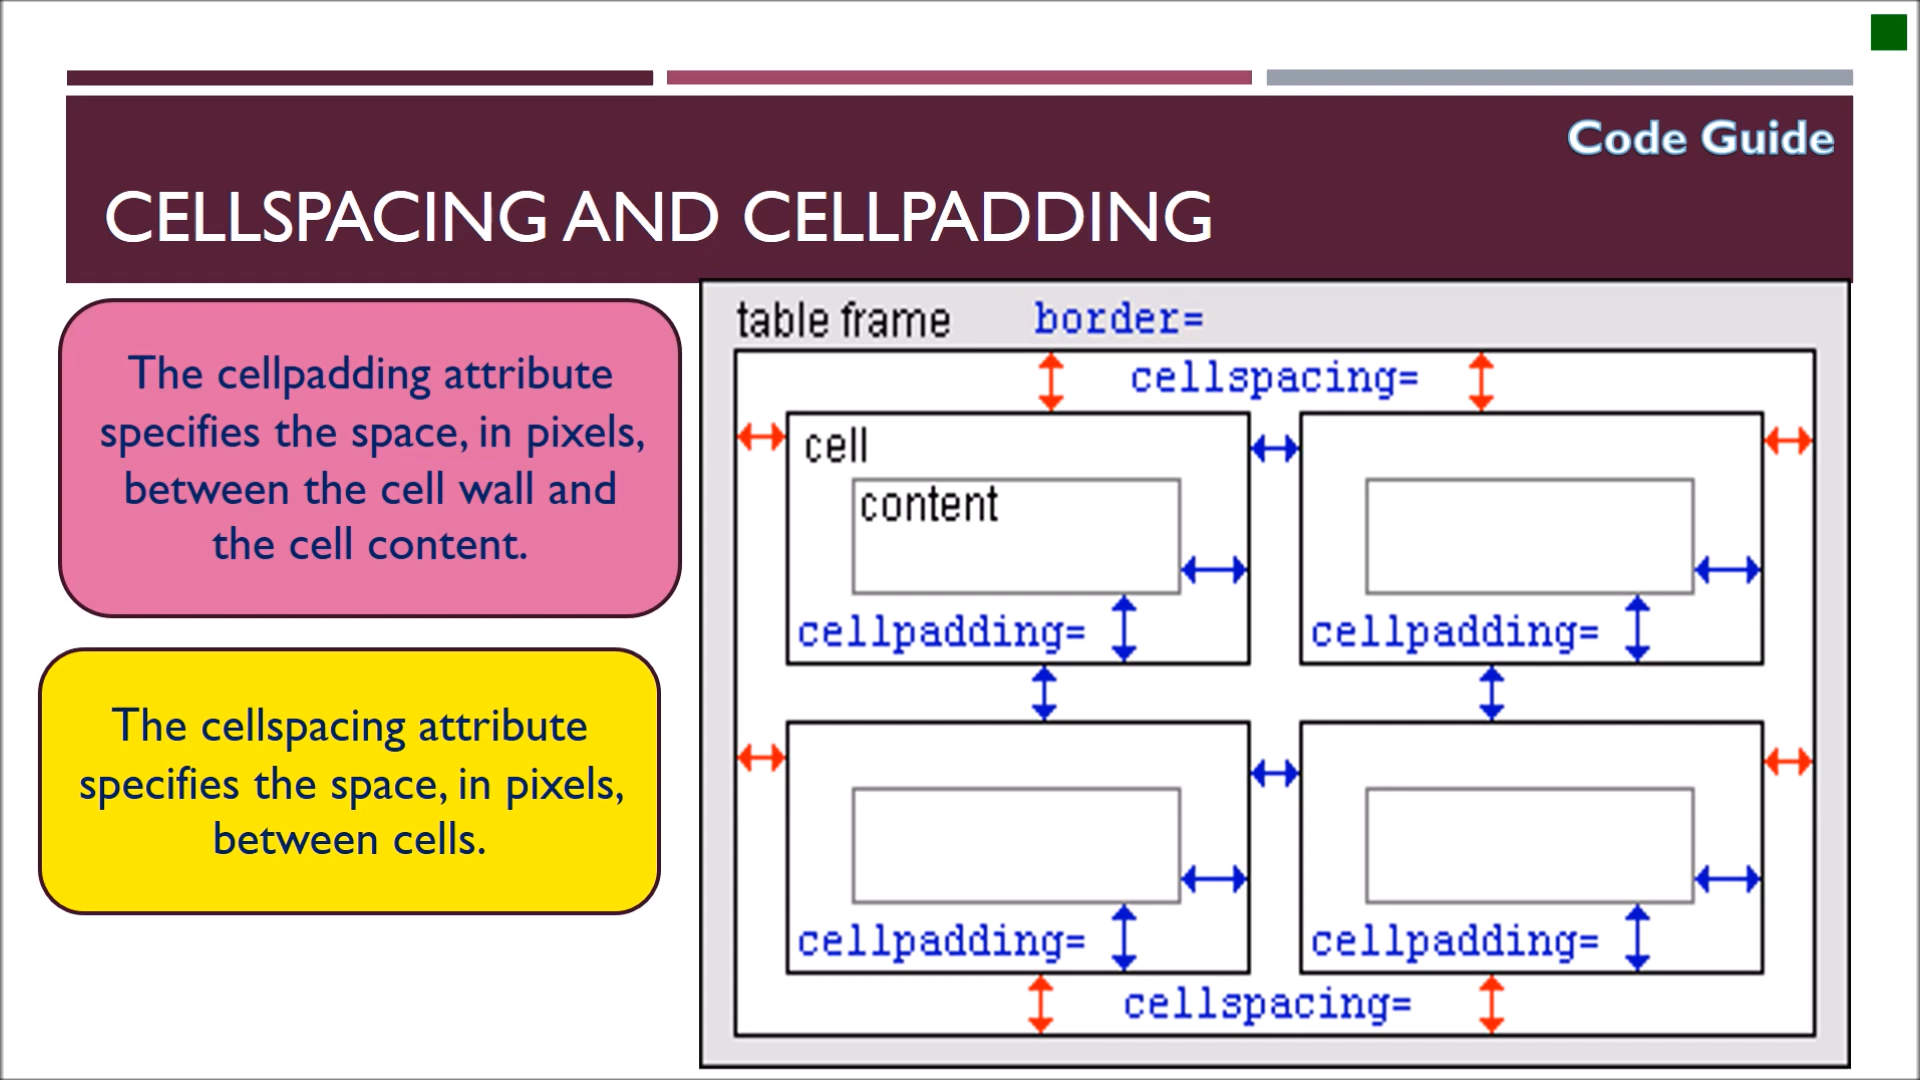 Code Guide
CELLSPACING AND CELLPADDING
The cellpadding attribute
specifies the space, in pixels,
between the cell wall and
the cell content.
The cellspacing attribute
specifies the space, in pixels,
between cells.
table frame border=
cellspacing=
cell
content
cellpadding= cellpadding=
cellpadding= cellpadding=
cellspacing=